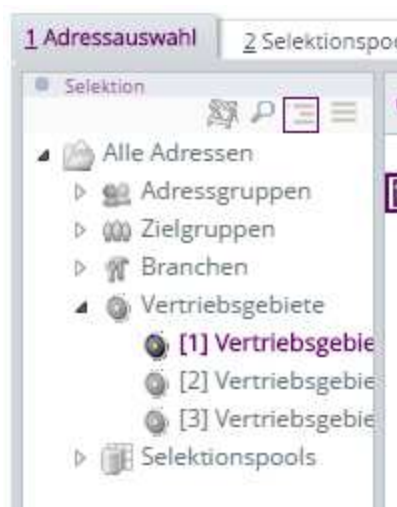 1 Adressauswahl 2 Selektionspoo
Selektion
Alle Adressen
Adressgruppen
Zielgruppen
Branchen
Vertriebsgebiete
[1] Vertriebsgebie
[2] Vertriebsgebie
[3] Vertriebsgebie
Selektionspools